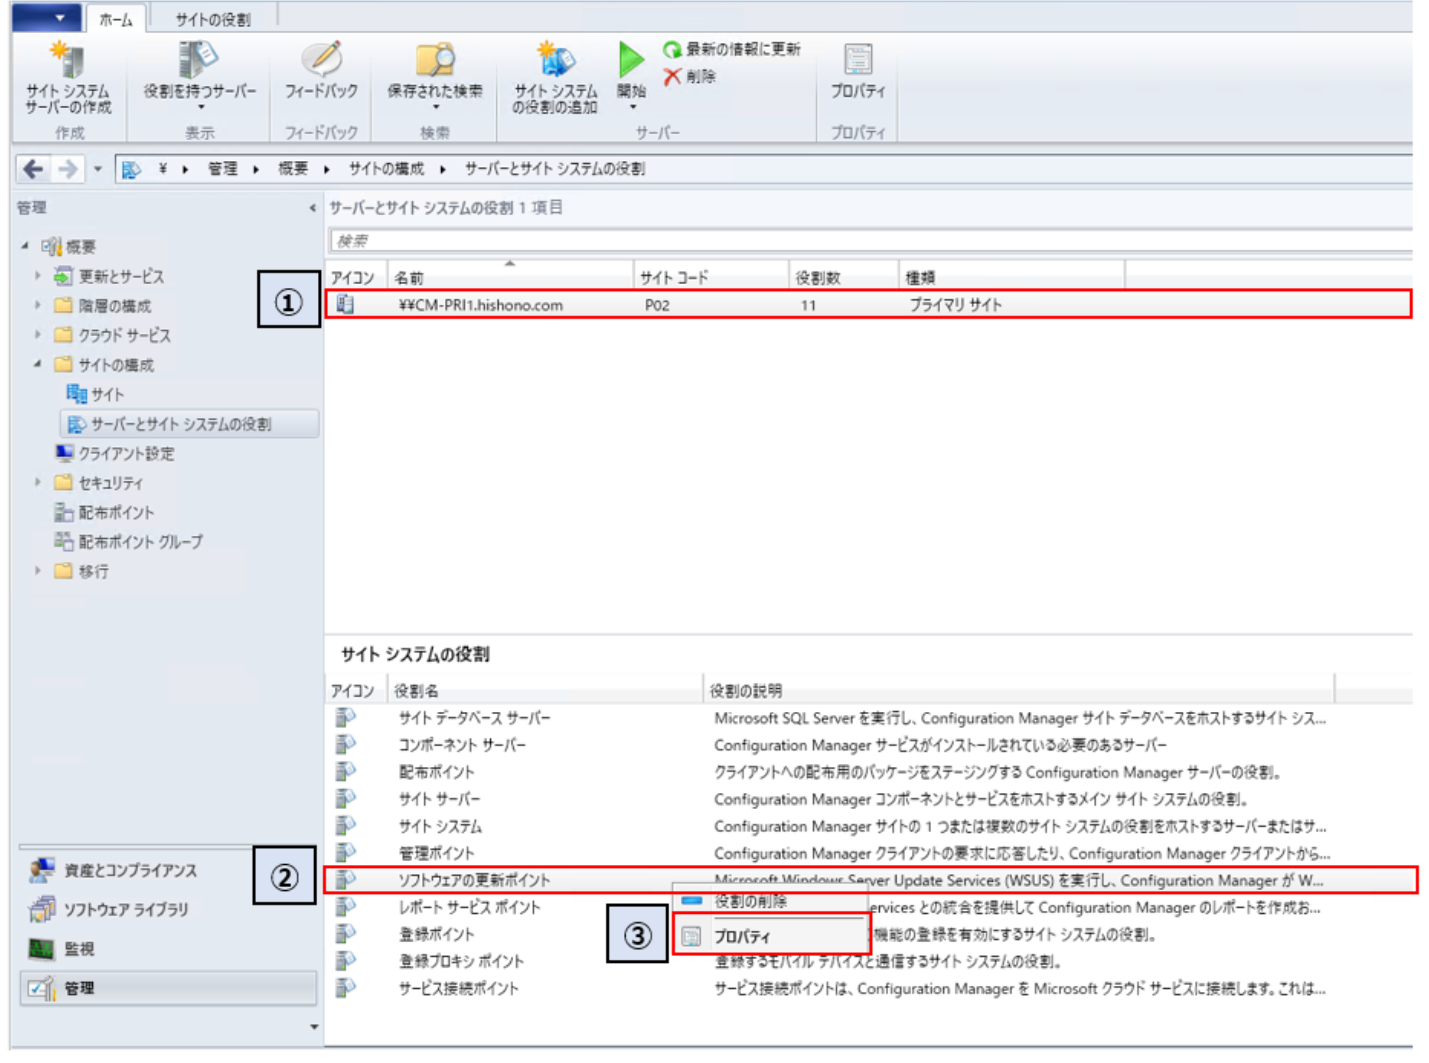 ホーム
サイトの役割
サイト システム
サーバーの作成
役割を持つサーバー
フィードバック
保存された検索
サイト システム
の役割の追加
開始
最新の情報に更新
削除
プロパティ
作成
表示
フィードバック
検索
サーバー
プロパティ
¥ 管理 概要 サイトの構成 サーバーとサイト システムの役割
管理
サーバーとサイト システムの役割 1 項目
検索
概要
更新とサービス
階層の構成
クラウド サービス
サイトの構成
サイト
サーバーとサイト システムの役割
クライアント設定
セキュリティ
配布ポイント
配布ポイント グループ
移行
アイコン 名前 サイト コード 役割数 種類
①
¥¥CM-PRI1.hishono.com P02 11 プライマリ サイト
サイト システムの役割
アイコン 役割名 役割の説明
サイト データベース サーバー Microsoft SQL Server を実行し、Configuration Manager サイト データベースをホストするサイト シス...
コンポーネント サーバー Configuration Manager サービスがインストールされている必要のあるサーバー
配布ポイント クライアントへの配布用のパッケージをステージングする Configuration Manager サーバーの役割。
サイト サーバー Configuration Manager コンポーネントとサービスをホストするメイン サイト システムの役割。
サイト システム Configuration Manager サイトの 1 つまたは複数のサイト システムの役割をホストするサーバーまたはサ...
管理ポイント Configuration Manager クライアントの要求に応答したり、Configuration Manager クライアントから...
②
ソフトウェアの更新ポイント Microsoft Windows Server Update Services (WSUS) を実行し、Configuration Manager が W...
レポート サービス ポイント ervices との統合を提供して Configuration Manager のレポートを作成お...
登録ポイント 機能の登録を有効にするサイト システムの役割。
登録プロキシ ポイント 登録するモバイル デバイスと通信するサイト システムの役割。
サービス接続ポイント サービス接続ポイントは、Configuration Manager を Microsoft クラウド サービスに接続します。これは...
役割の削除
③
プロパティ
資産とコンプライアンス
ソフトウェア ライブラリ
監視
管理